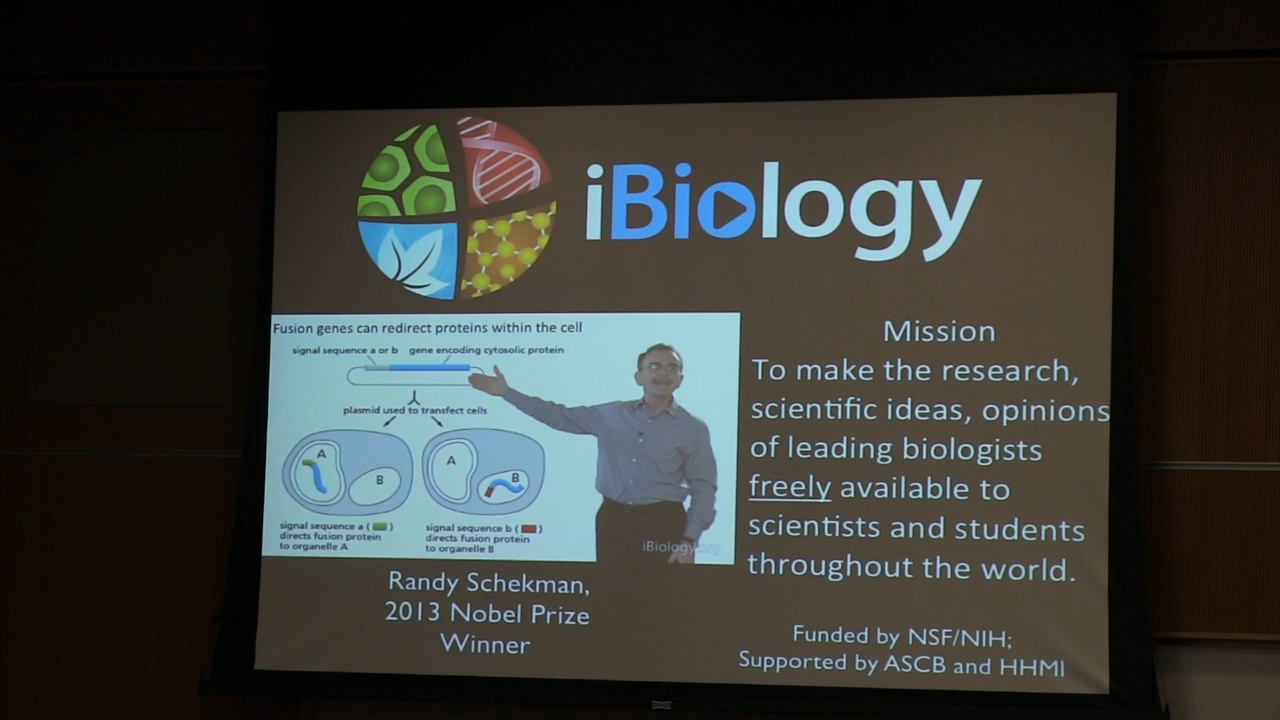 iBiology
Fusion genes can redirect proteins within the cell
signal sequence a or b gene encoding cytosolic protein
plasmid used to transfect cells
A
B
A
B
signal sequence a ( )
directs fusion protein
to organelle A
signal sequence b ( )
directs fusion protein
to organelle B
iBiology.org
Randy Schekman,
2013 Nobel Prize
Winner
Mission
To make the research,
scientific ideas, opinions
of leading biologists
freely available to
scientists and students
throughout the world.
Funded by NSF/NIH;
Supported by ASCB and HHMI